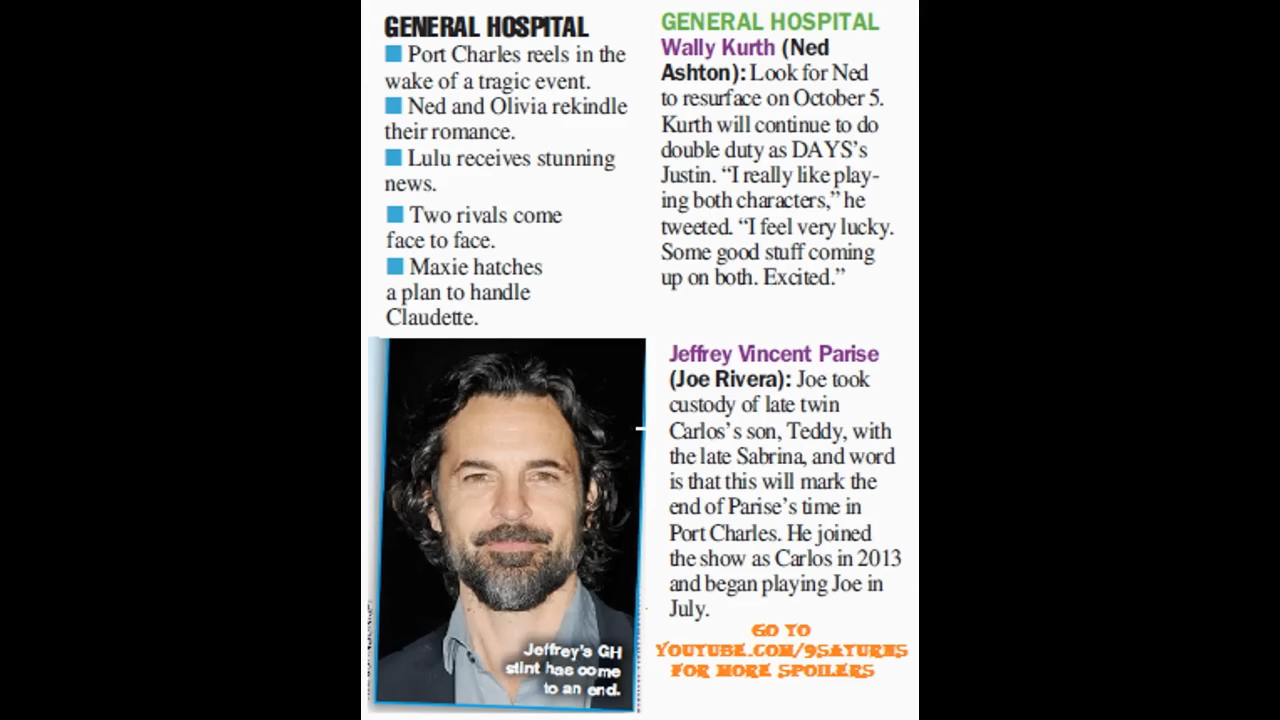 GENERAL HOSPITAL
■ Port Charles reels in the
wake of a tragic event.
■ Ned and Olivia rekindle
their romance.
■ Lulu receives stunning
news.
■ Two rivals come
face to face.
■ Maxie hatches
a plan to handle
Claudette.
GENERAL HOSPITAL
Wally Kurth (Ned
Ashton): Look for Ned
to resurface on October 5.
Kurth will continue to do
double duty as DAYS’s
Justin. “I really like play-
ing both characters,” he
tweeted. “I feel very lucky.
Some good stuff coming
up on both. Excited.”
Jeffrey's GH
stint has come
to an end.
Jeffrey Vincent Parise
(Joe Rivera): Joe took
custody of late twin
Carlos’s son, Teddy, with
the late Sabrina, and word
is that this will mark the
end of Parise’s time in
Port Charles. He joined
the show as Carlos in 2013
and began playing Joe in
July.
GO TO
YOUTUBE.COM/9SATURNS
FOR MORE SPOILERS